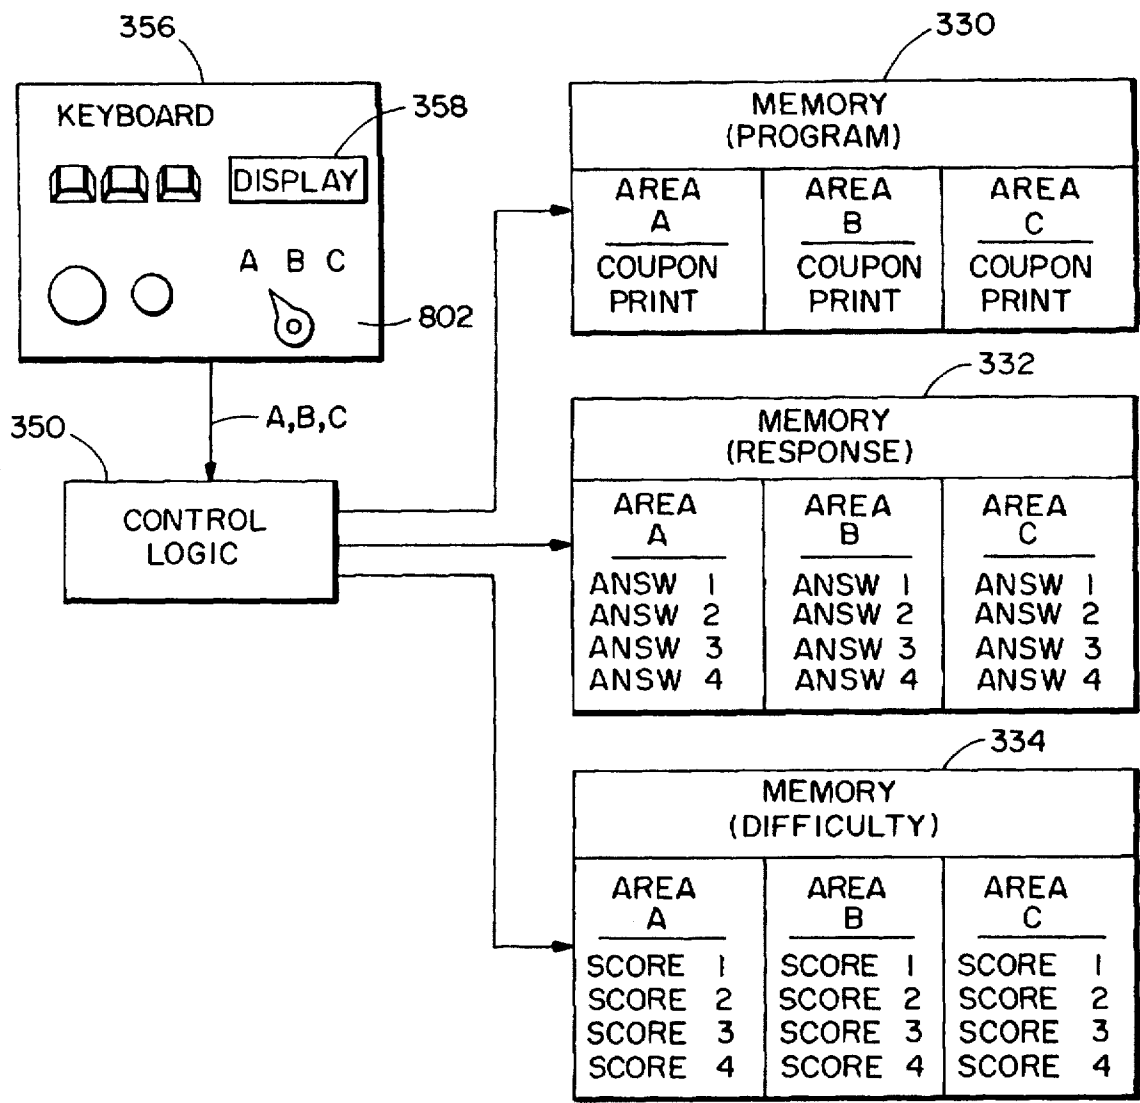 356
KEYBOARD
358
DISPLAY
A B C
802
A,B,C
350
CONTROL
LOGIC
330
MEMORY
(PROGRAM)
AREA
A
COUPON
PRINT
AREA
B
COUPON
PRINT
AREA
C
COUPON
PRINT
332
MEMORY
(RESPONSE)
AREA
A
ANSW 1
ANSW 2
ANSW 3
ANSW 4
AREA
B
ANSW 1
ANSW 2
ANSW 3
ANSW 4
AREA
C
ANSW 1
ANSW 2
ANSW 3
ANSW 4
334
MEMORY
(DIFFICULTY)
AREA
A
SCORE 1
SCORE 2
SCORE 3
SCORE 4
AREA
B
SCORE 1
SCORE 2
SCORE 3
SCORE 4
AREA
C
SCORE 1
SCORE 2
SCORE 3
SCORE 4